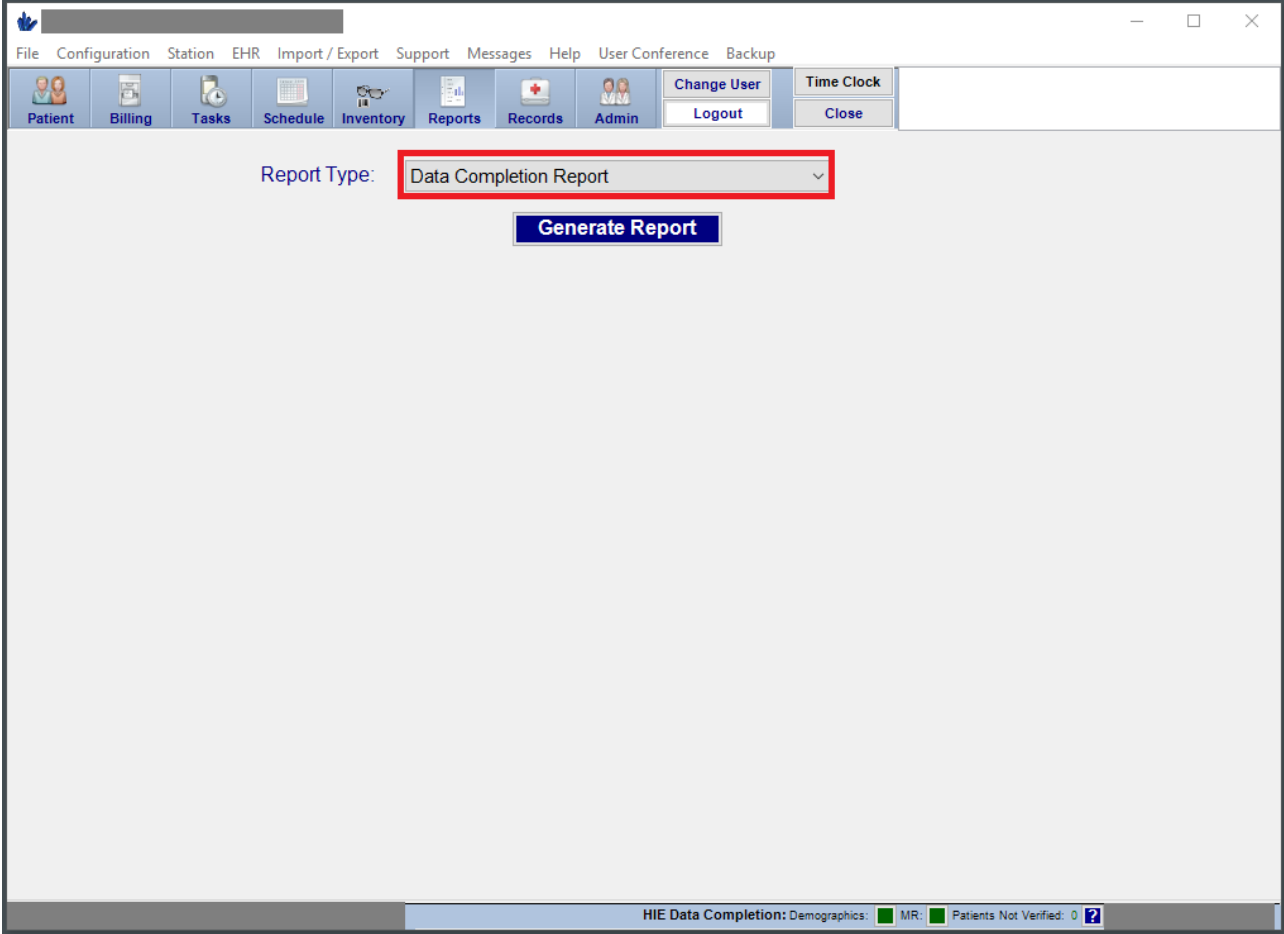 File Configuration Station EHR Import / Export Support Messages Help User Conference Backup
Patient Billing Tasks Schedule Inventory Reports Records Admin Change User Logout Time Clock Close
Report Type: Data Completion Report
Generate Report
HIE Data Completion: Demographics: MR: Patients Not Verified: 0 ?